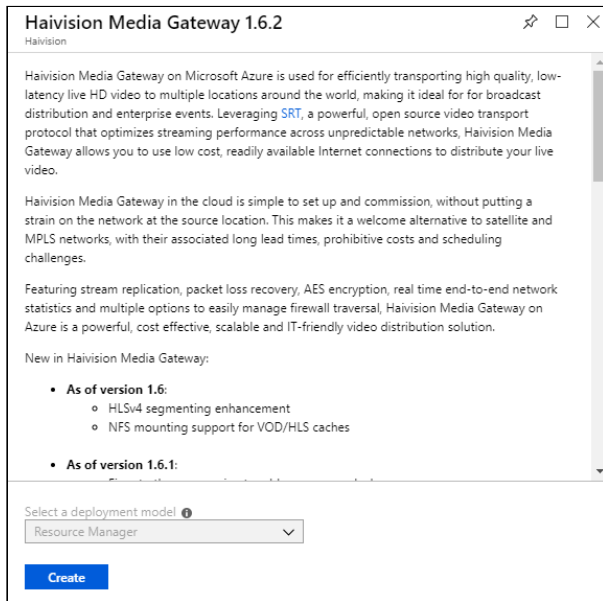 Haivision Media Gateway 1.6.2
Haivision
Haivision Media Gateway on Microsoft Azure is used for efficiently transporting high quality, low-
latency live HD video to multiple locations around the world, making it ideal for for broadcast
distribution and enterprise events. Leveraging SRT, a powerful, open source video transport
protocol that optimizes streaming performance across unpredictable networks, Haivision Media
Gateway allows you to use low cost, readily available Internet connections to distribute your live
video.
Haivision Media Gateway in the cloud is simple to set up and commission, without putting a
strain on the network at the source location. This makes it a welcome alternative to satellite and
MPLS networks, with their associated long lead times, prohibitive costs and scheduling
challenges.
Featuring stream replication, packet loss recovery, AES encryption, real time end-to-end network
statistics and multiple options to easily manage firewall traversal, Haivision Media Gateway on
Azure is a powerful, cost effective, scalable and IT-friendly video distribution solution.
New in Haivision Media Gateway:
• As of version 1.6:
○ HLSv4 segmenting enhancement
○ NFS mounting support for VOD/HLS caches
• As of version 1.6.1:
Select a deployment model
Resource Manager
Create